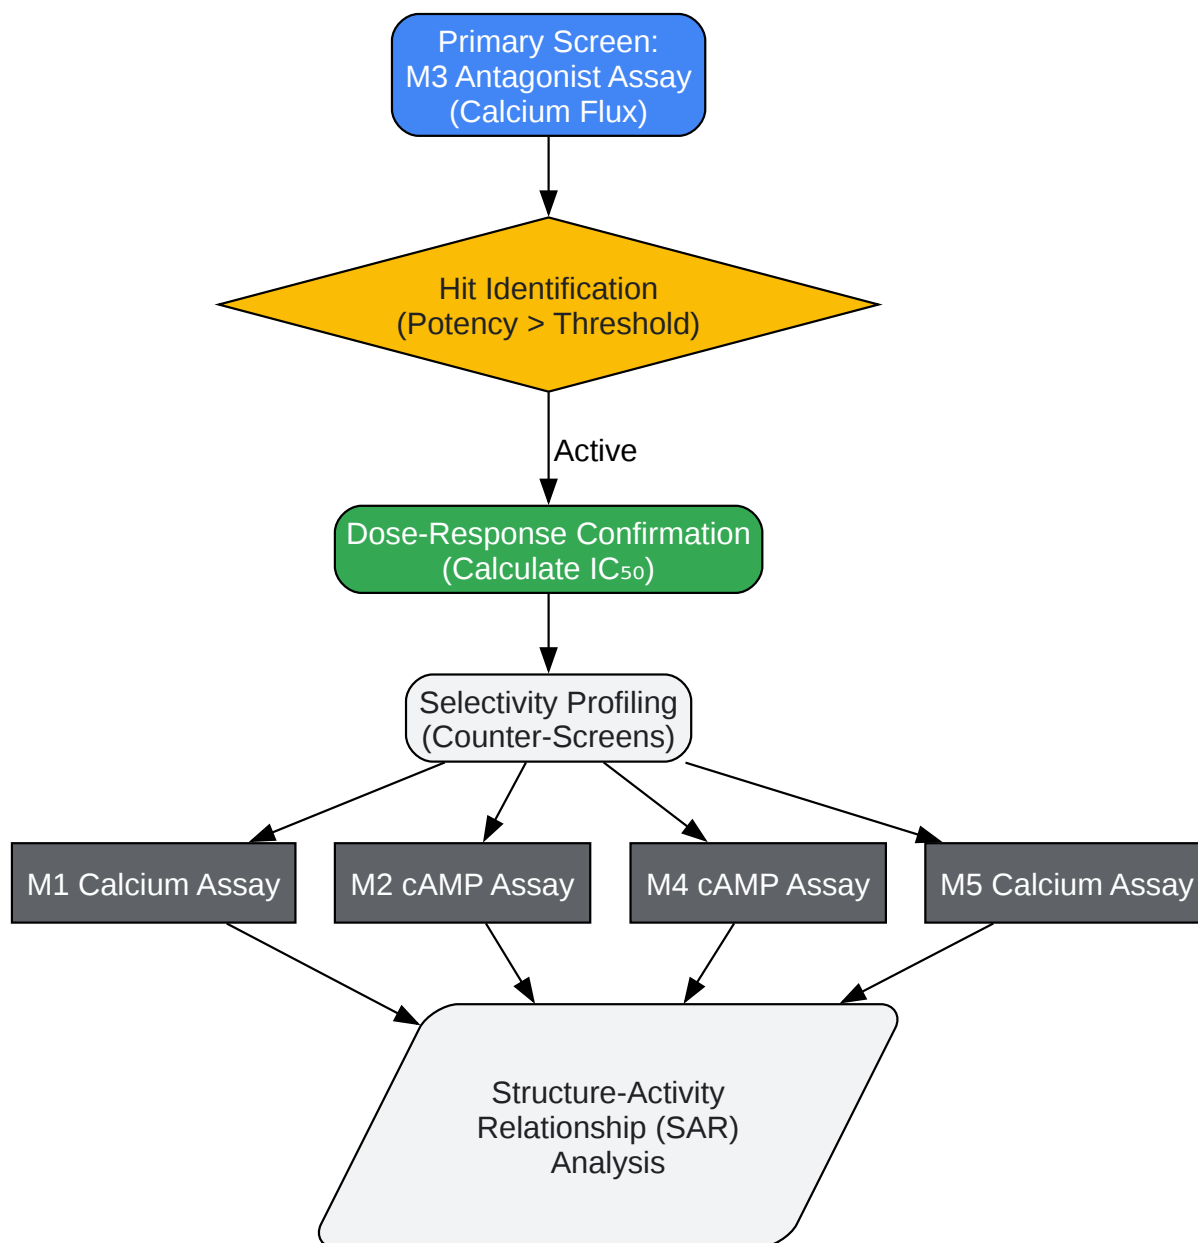 Primary Screen:
M3 Antagonist Assay
(Calcium Flux)
Hit Identification
(Potency > Threshold)
Active
Dose-Response Confirmation
(Calculate IC₅₀)
Selectivity Profiling
(Counter-Screens)
M1 Calcium Assay
M2 cAMP Assay
M4 cAMP Assay
M5 Calcium Assay
Structure-Activity
Relationship (SAR)
Analysis